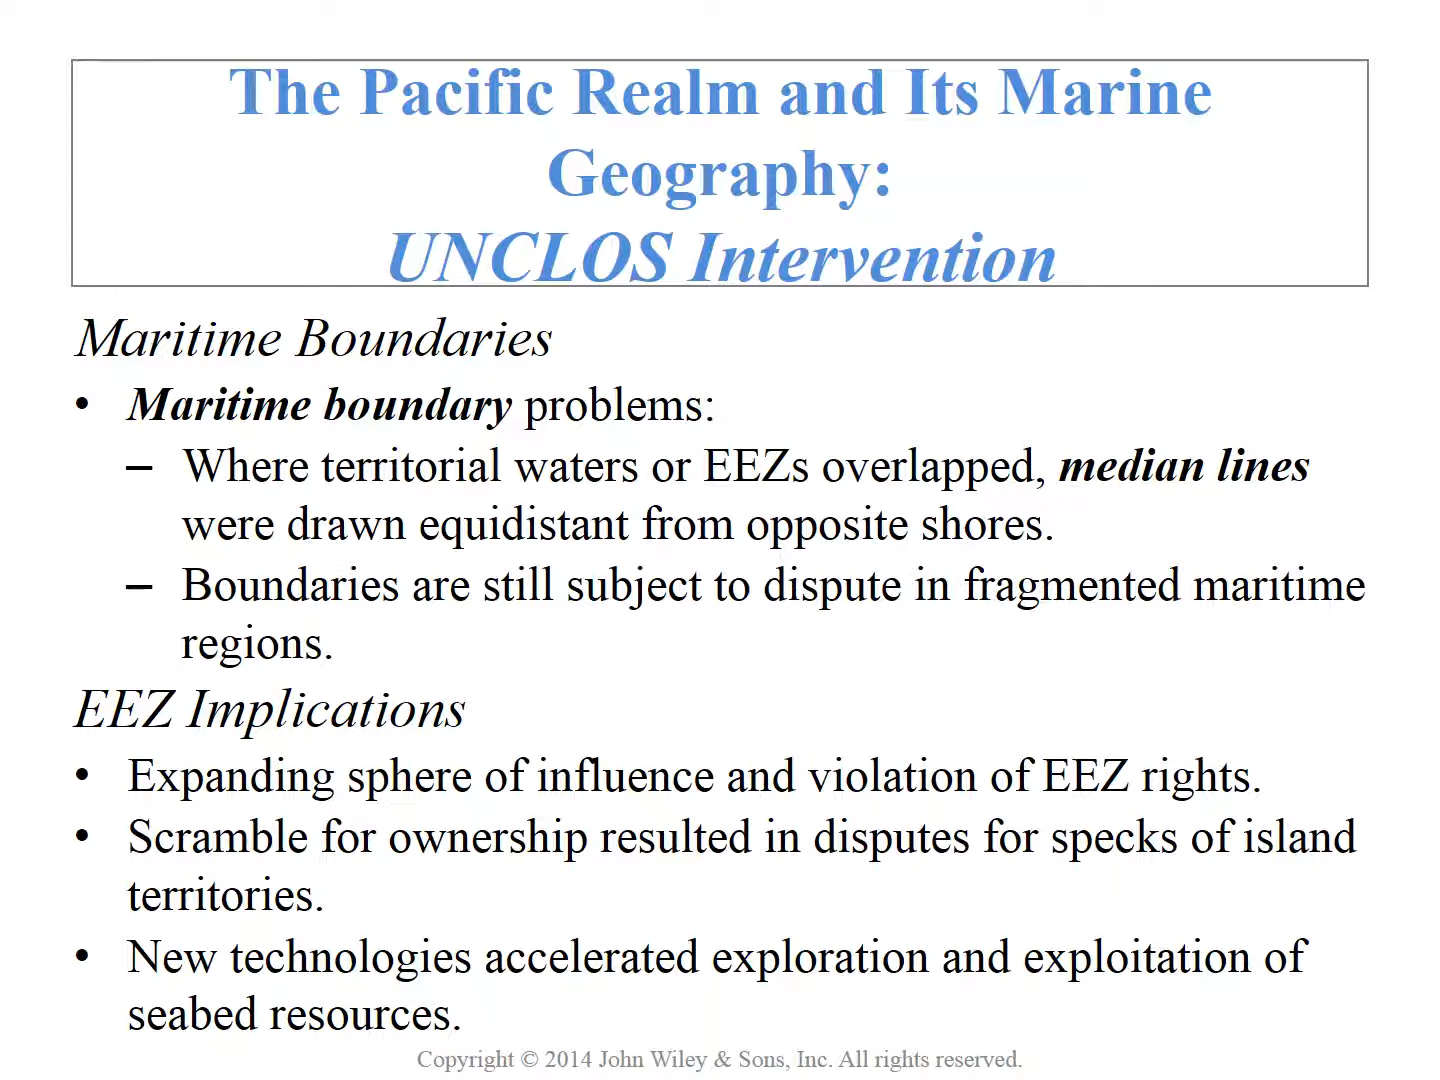 The Pacific Realm and Its Marine
Geography:
UNCLOS Intervention
Maritime Boundaries
• Maritime boundary problems:
– Where territorial waters or EEZs overlapped, median lines
were drawn equidistant from opposite shores.
– Boundaries are still subject to dispute in fragmented maritime
regions.
EEZ Implications
• Expanding sphere of influence and violation of EEZ rights.
• Scramble for ownership resulted in disputes for specks of island
territories.
• New technologies accelerated exploration and exploitation of
seabed resources.
Copyright © 2014 John Wiley & Sons, Inc. All rights reserved.